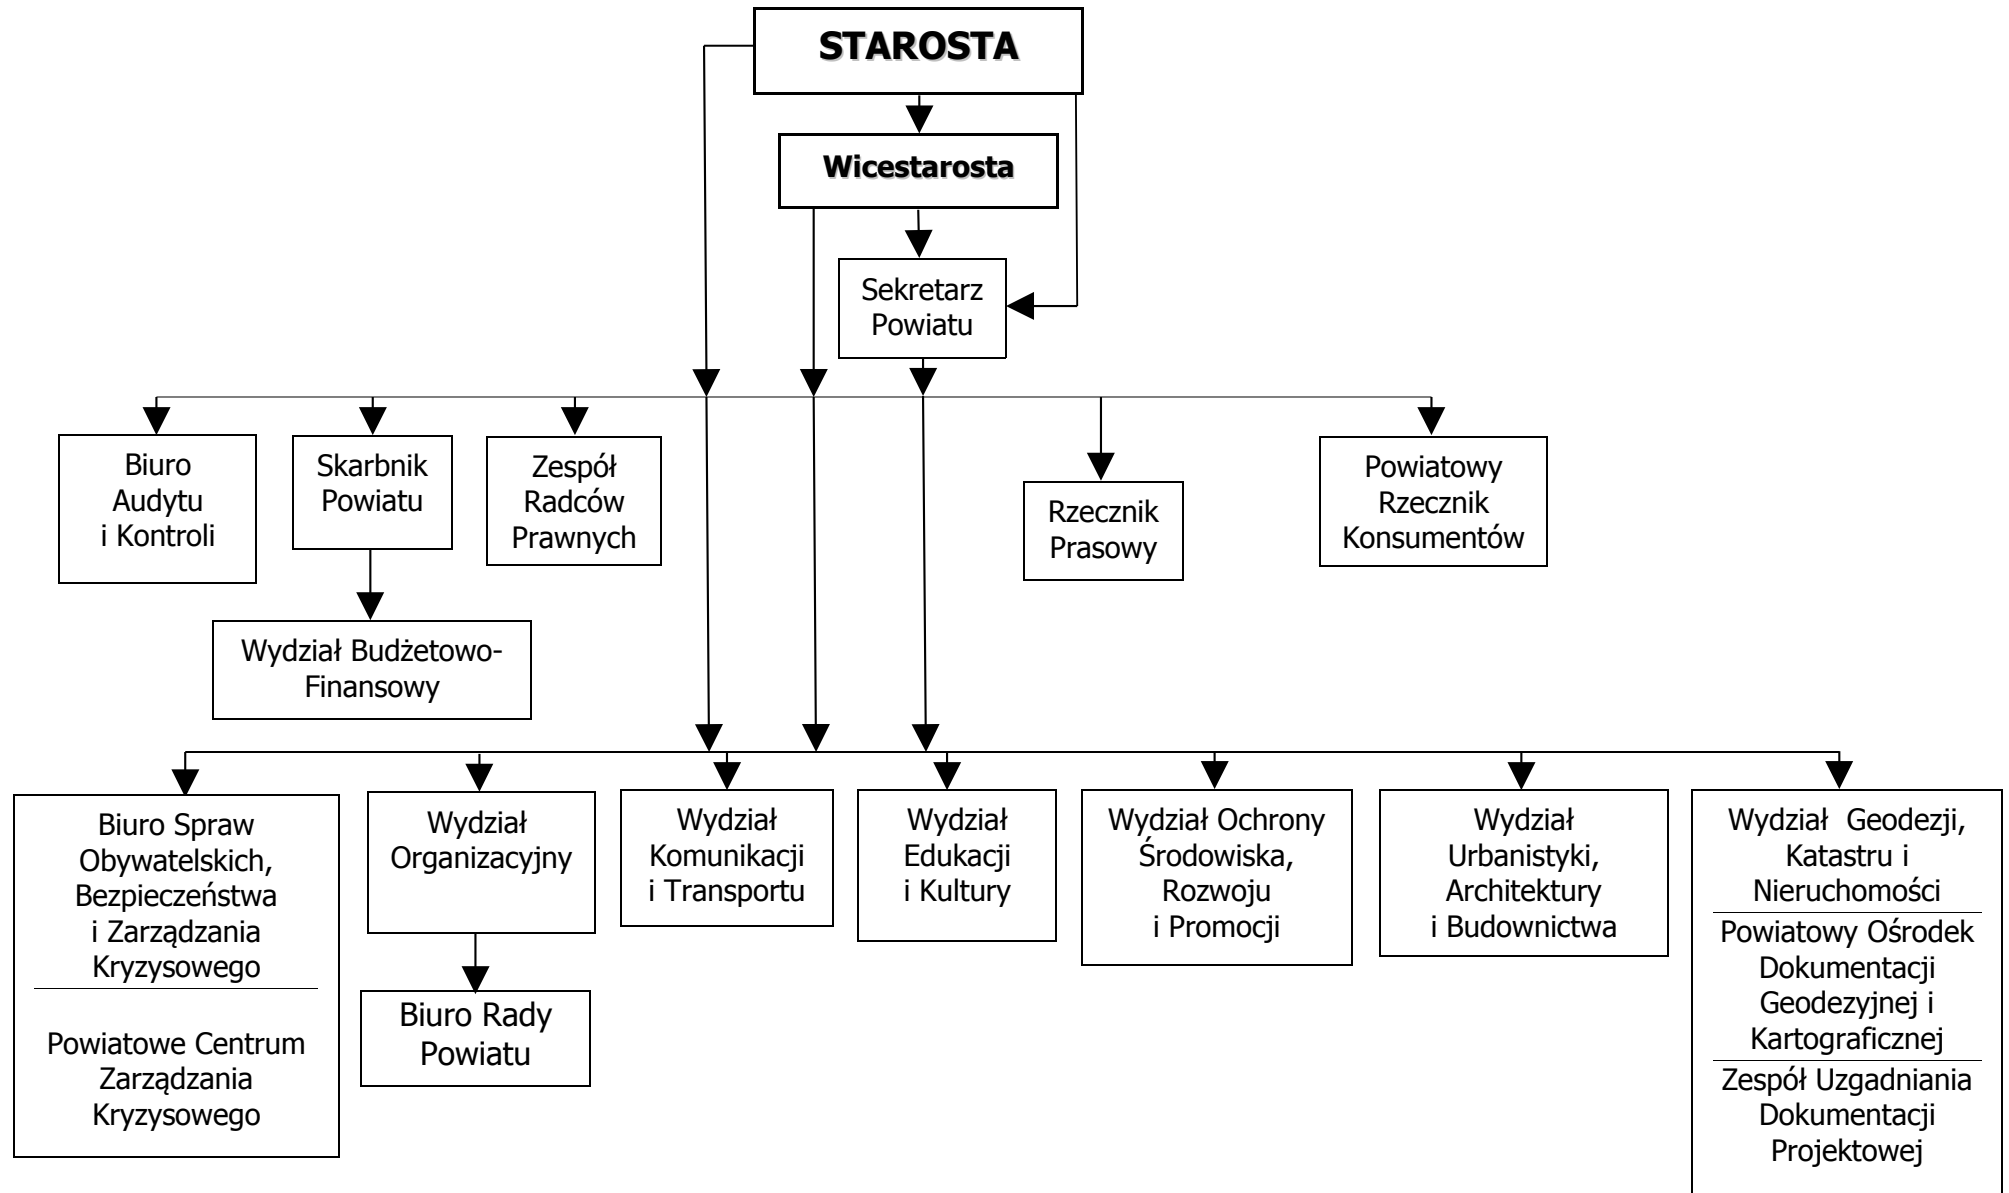 STAROSTA
Wicestarosta
Sekretarz
Powiatu
Biuro
Audytu
i Kontroli
Skarbnik
Powiatu
Zespół
Radców
Prawnych
Rzecznik
Prasowy
Powiatowy
Rzecznik
Konsumentów
Wydział Budżetowo-
Finansowy
Biuro Spraw
Obywatelskich,
Bezpieczeństwa
i Zarządzania
Kryzysowego
Powiatowe Centrum
Zarządzania
Kryzysowego
Wydział
Organizacyjny
Biuro Rady
Powiatu
Wydział
Komunikacji
i Transportu
Wydział
Edukacji
i Kultury
Wydział Ochrony
Środowiska,
Rozwoju
i Promocji
Wydział
Urbanistyki,
Architektury
i Budownictwa
Wydział Geodezji,
Katastru i
Nieruchomości
Powiatowy Ośrodek
Dokumentacji
Geodezyjnej i
Kartograficznej
Zespół Uzgadniania
Dokumentacji
Projektowej